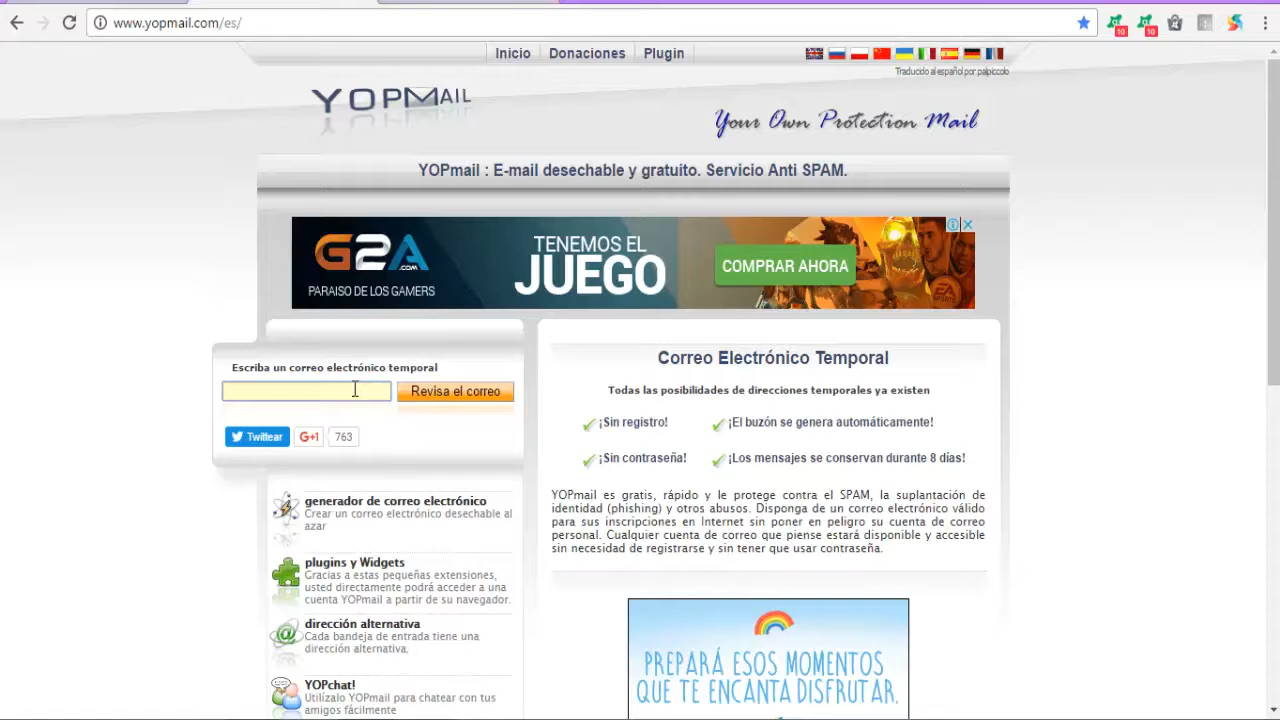 www.yopmail.com/es/
10
10
Inicio
Donaciones
Plugin
Traducido al español por palpiccolo
YOPMAIL
Your Own Protection Mail
YOPmail : E-mail desechable y gratuito. Servicio Anti SPAM.
G2A.COM
PARAISO DE LOS GAMERS
TENEMOS EL
JUEGO
COMPRAR AHORA
EA SPORTS
Escriba un correo electrónico temporal
Revisa el correo
Twittear
G+1
763
generador de correo electrónico
Crear un correo electrónico desechable al
azar
plugins y Widgets
Gracias a estas pequeñas extensiones,
usted directamente podrá acceder a una
cuenta YOPmail a partir de su navegador.
dirección alternativa
Cada bandeja de entrada tiene una
dirección alternativa.
YOPchat!
Utilízalo YOPmail para chatear con tus
amigos fácilmente
Correo Electrónico Temporal
Todas las posibilidades de direcciones temporales ya existen
¡Sin registro!
¡El buzón se genera automáticamente!
¡Sin contraseña!
¡Los mensajes se conservan durante 8 días!
YOPmail es gratis, rápido y le protege contra el SPAM, la suplantación de
identidad (phishing) y otros abusos. Disponga de un correo electrónico válido
para sus inscripciones en Internet sin poner en peligro su cuenta de correo
personal. Cualquier cuenta de correo que piense estará disponible y accesible
sin necesidad de registrarse y sin tener que usar contraseña.
PREPARÁ ESOS MOMENTOS
QUE TE ENCANTA DISFRUTAR.